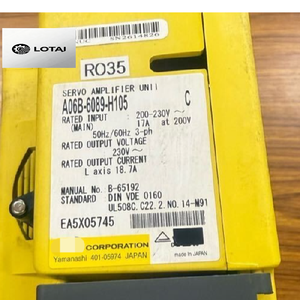 LOTAI
R035
SERVO AMPLIFIER UNIT
A06B-6089-H105 C
RATED INPUT : 200-230V~
(MAIN) 17A at 200V
50Hz/60Hz 3-ph
RATED OUTPUT VOLTAGE
230V~
RATED OUTPUT CURRENT
L axis 18.7A
MANUAL No. B-65192
STANDARD DIN VDE 0160
UL508C.C22.2.NO.14-M91
EA5X05745
CORPORATION
Yamanashi 401-05974 JAPAN JAPAN